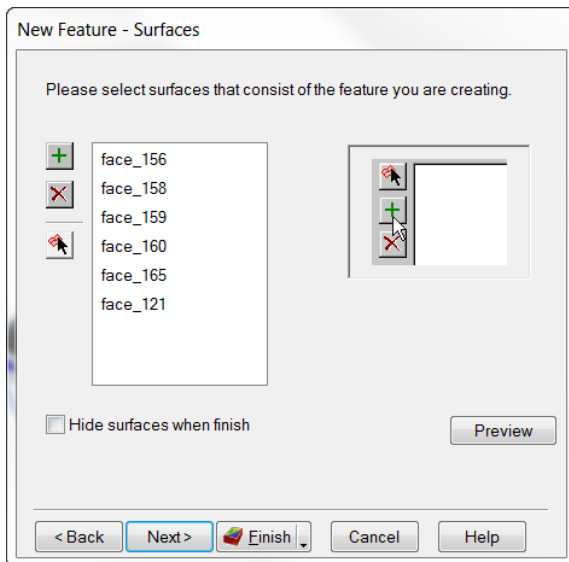 New Feature - Surfaces
Please select surfaces that consist of the feature you are creating.
face_156
face_158
face_159
face_160
face_165
face_121
Hide surfaces when finish
Preview
< Back Next > Finish Cancel Help